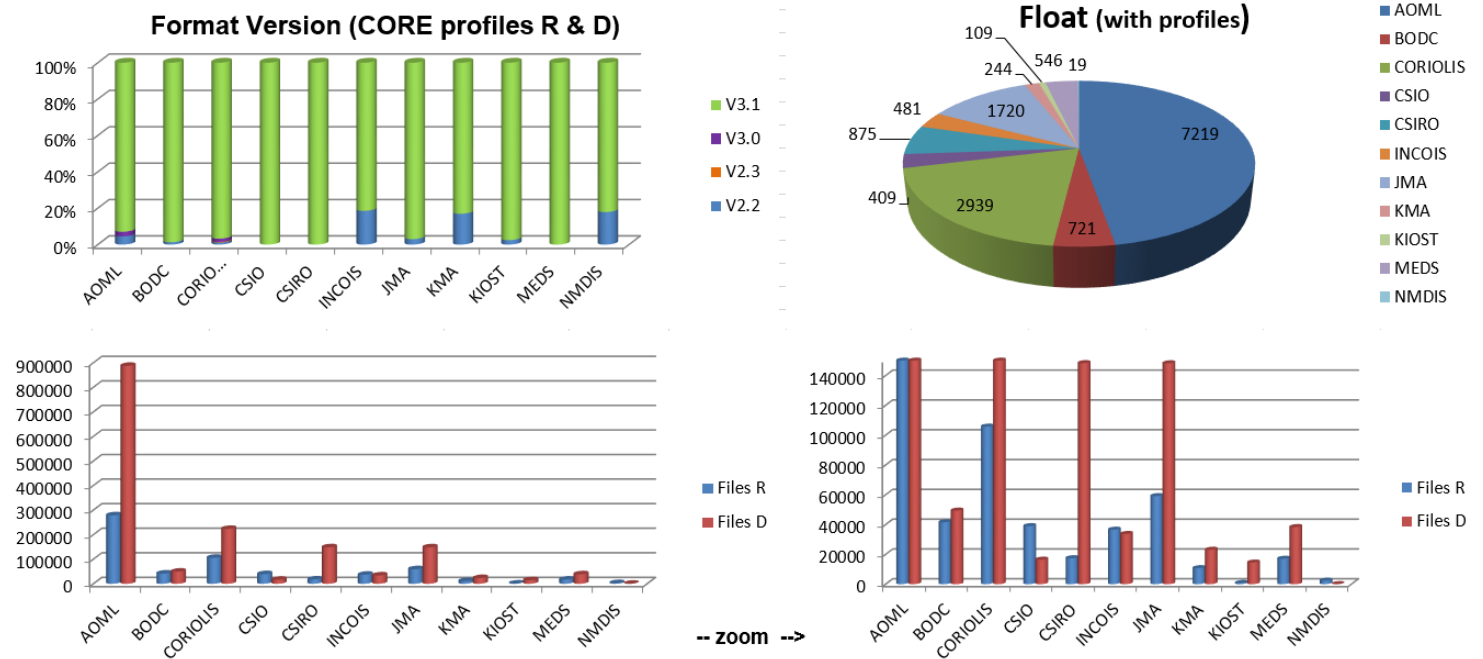 Format Version (CORE profiles R & D)
100%
80%
60%
40%
20%
0%
AOML
BODC
CORIO...
CSIO
CSIRO
INCOIS
JMA
KMA
KIOST
MEDS
NMDIS
V3.1
V3.0
V2.3
V2.2
Float (with profiles)
109
546
19
244
481
1720
7219
875
409
2939
721
AOML
BODC
CORIOLIS
CSIO
CSIRO
INCOIS
JMA
KMA
KIOST
MEDS
NMDIS
900000
800000
700000
600000
500000
400000
300000
200000
100000
0
AOML
BODC
CORIOLIS
CSIO
CSIRO
INCOIS
JMA
KMA
KIOST
MEDS
NMDIS
Files R
Files D
-- zoom -->
140000
120000
100000
80000
60000
40000
20000
0
AOML
BODC
CORIOLIS
CSIO
CSIRO
INCOIS
JMA
KMA
KIOST
MEDS
NMDIS
Files R
Files D